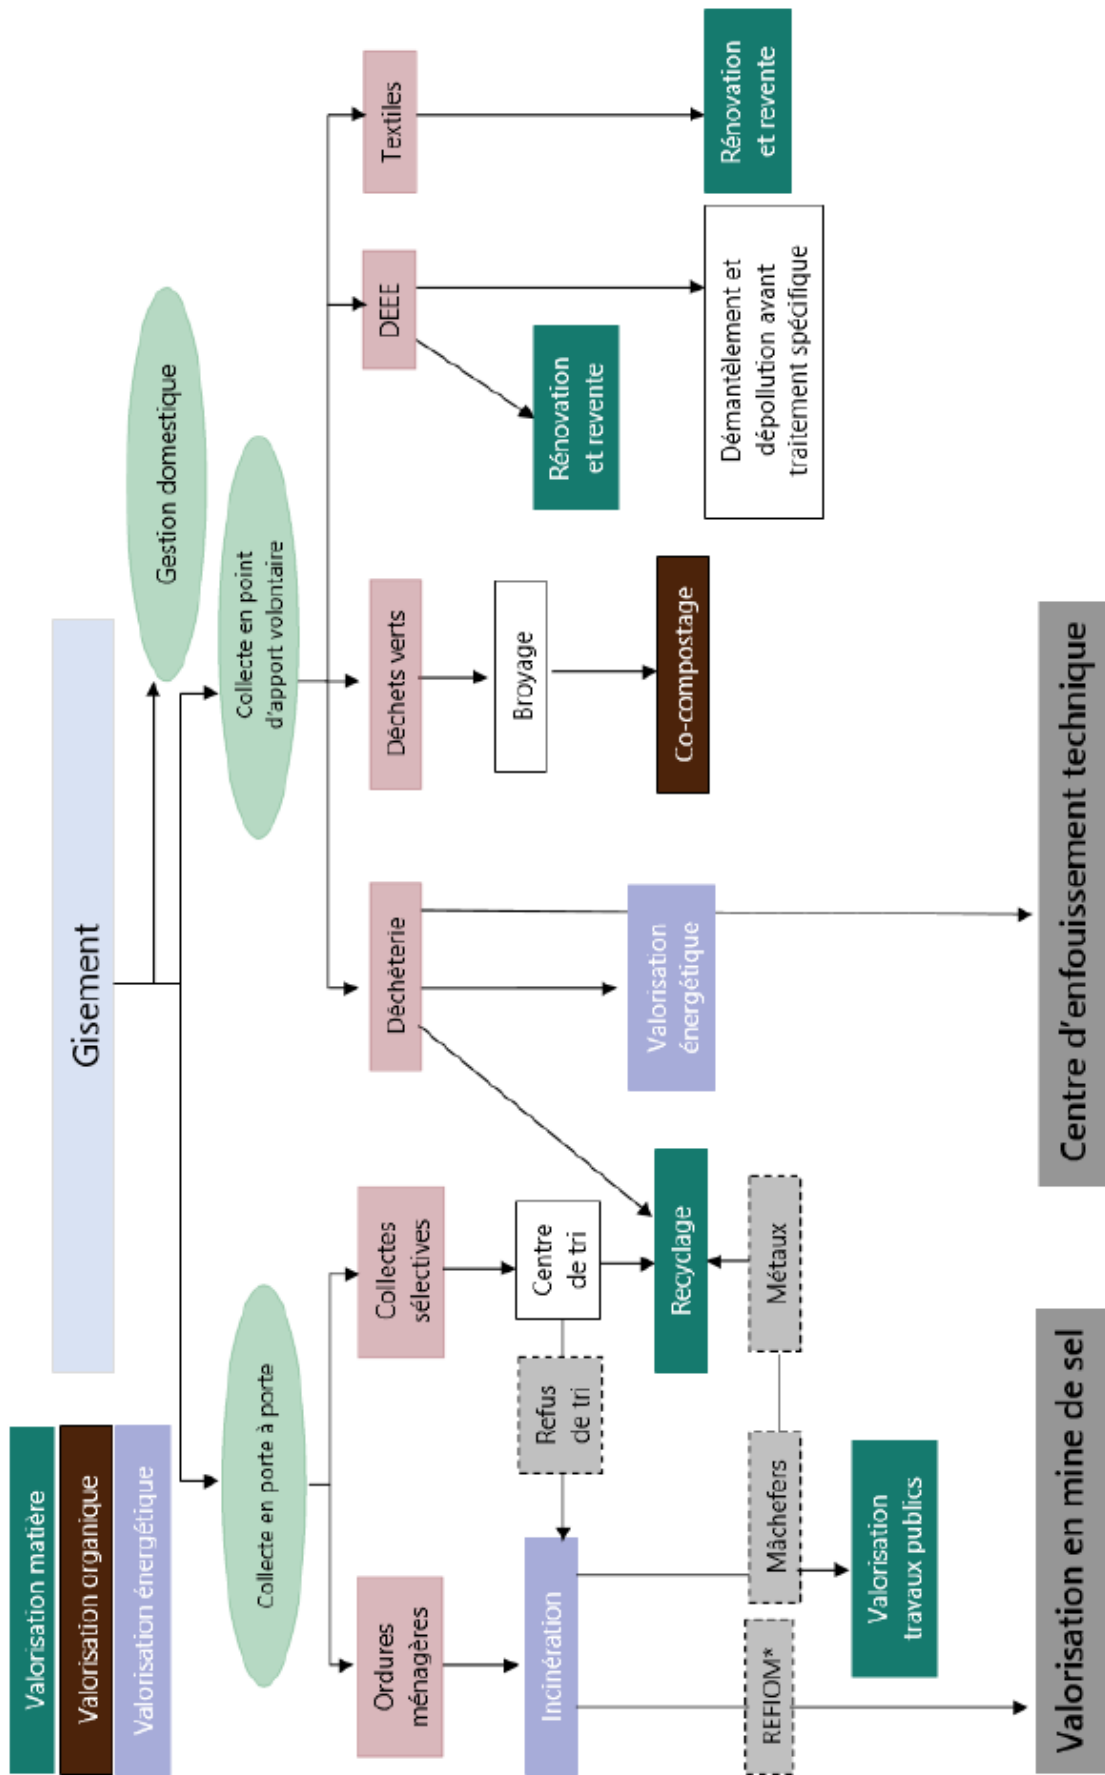 Valorisation matière
Valorisation organique
Valorisation énergétique
Gisement
Gestion domestique
Collecte en porte à porte
Collecte en point
d'apport volontaire
Ordures
ménagères
Collectes
sélectives
Déchèterie
Déchets verts
DEEE
Textiles
Incinération
Refus
de tri
Centre
de tri
Broyage
Rénovation
et revente
Recyclage
Valorisation
énergétique
Co-compostage
Démantèlement et
dépollution avant
traitement spécifique
Rénovation
et revente
REFIOM*
Mâchefers
Métaux
Valorisation
travaux publics
Valorisation en mine de sel
Centre d'enfouissement technique